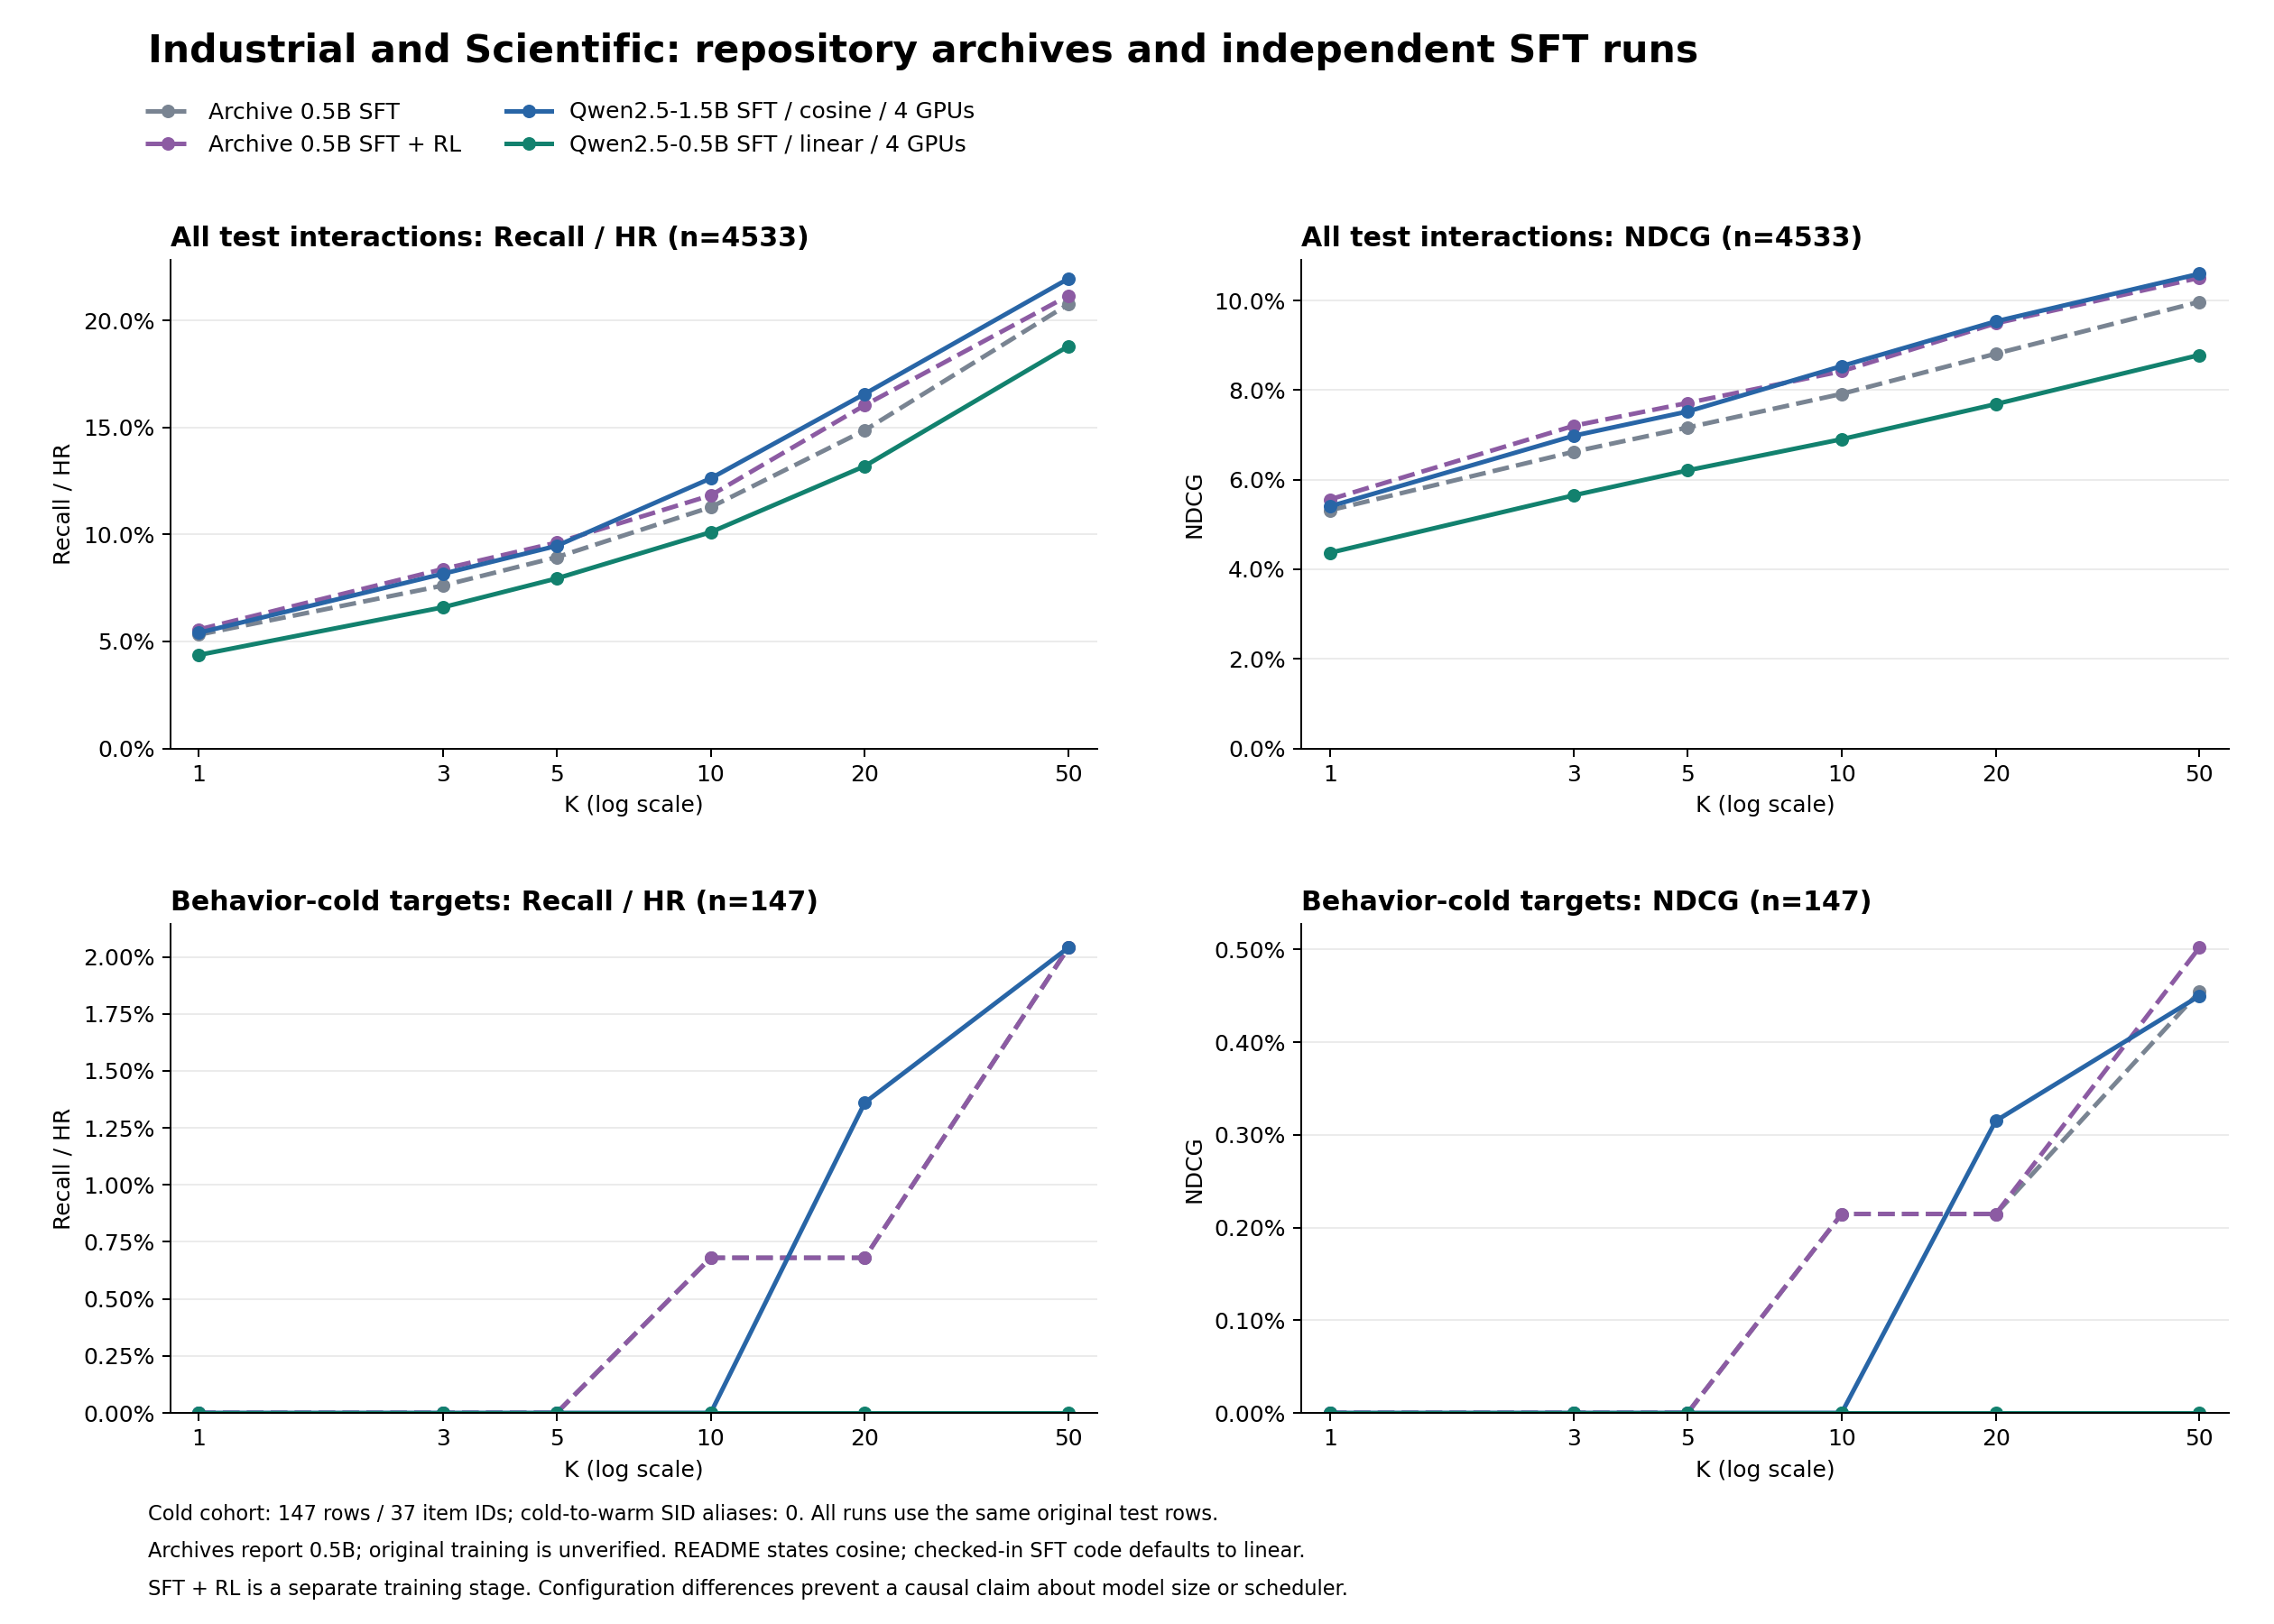 Industrial and Scientific: repository archives and independent SFT runs
Archive 0.5B SFT
Archive 0.5B SFT + RL
Qwen2.5-1.5B SFT / cosine / 4 GPUs
Qwen2.5-0.5B SFT / linear / 4 GPUs
All test interactions: Recall / HR (n=4533)
Recall / HR
20.0%
15.0%
10.0%
5.0%
0.0%
1 3 5 10 20 50
K (log scale)
All test interactions: NDCG (n=4533)
NDCG
10.0%
8.0%
6.0%
4.0%
2.0%
0.0%
1 3 5 10 20 50
K (log scale)
Behavior-cold targets: Recall / HR (n=147)
Recall / HR
2.00%
1.75%
1.50%
1.25%
1.00%
0.75%
0.50%
0.25%
0.00%
1 3 5 10 20 50
K (log scale)
Behavior-cold targets: NDCG (n=147)
NDCG
0.50%
0.40%
0.30%
0.20%
0.10%
0.00%
1 3 5 10 20 50
K (log scale)
Cold cohort: 147 rows / 37 item IDs; cold-to-warm SID aliases: 0. All runs use the same original test rows.
Archives report 0.5B; original training is unverified. README states cosine; checked-in SFT code defaults to linear.
SFT + RL is a separate training stage. Configuration differences prevent a causal claim about model size or scheduler.